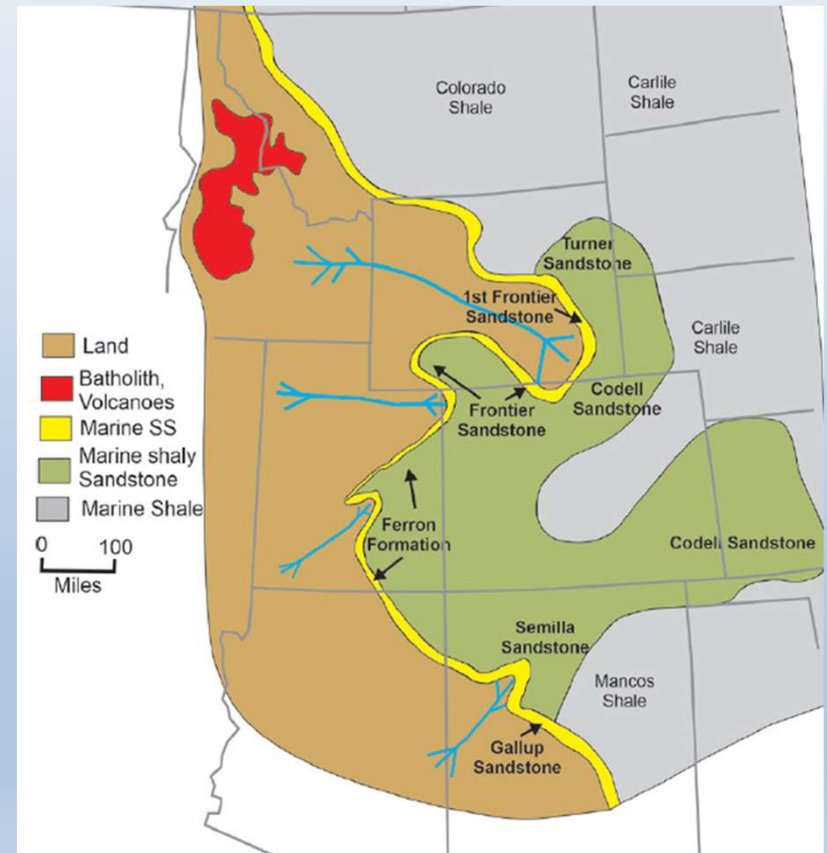 Colorado
Shale
Carlile
Shale
Turner
Sandstone
1st Frontier
Sandstone
Carlile
Shale
Land
Batholith,
Volcanoes
Marine SS
Marine shaly
Sandstone
Marine Shale
0 100
Miles
Codell
Sandstone
Frontier
Sandstone
Ferron
Formation
Codell Sandstone
Semilla
Sandstone
Mancos
Shale
Gallup
Sandstone